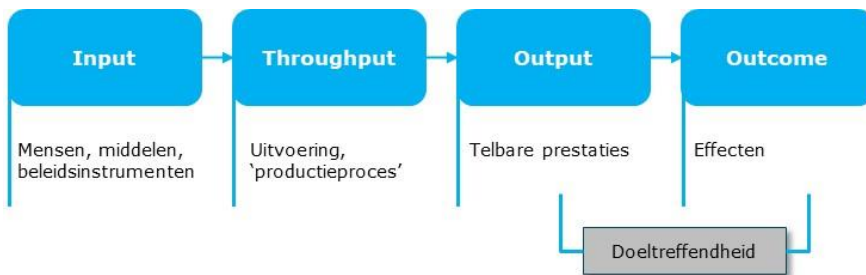 Input
Throughput
Output
Outcome
Mensen, middelen,
beleidsinstrumenten
Uitvoering,
‘productieproces’
Telbare prestaties
Effecten
Doeltreffendheid